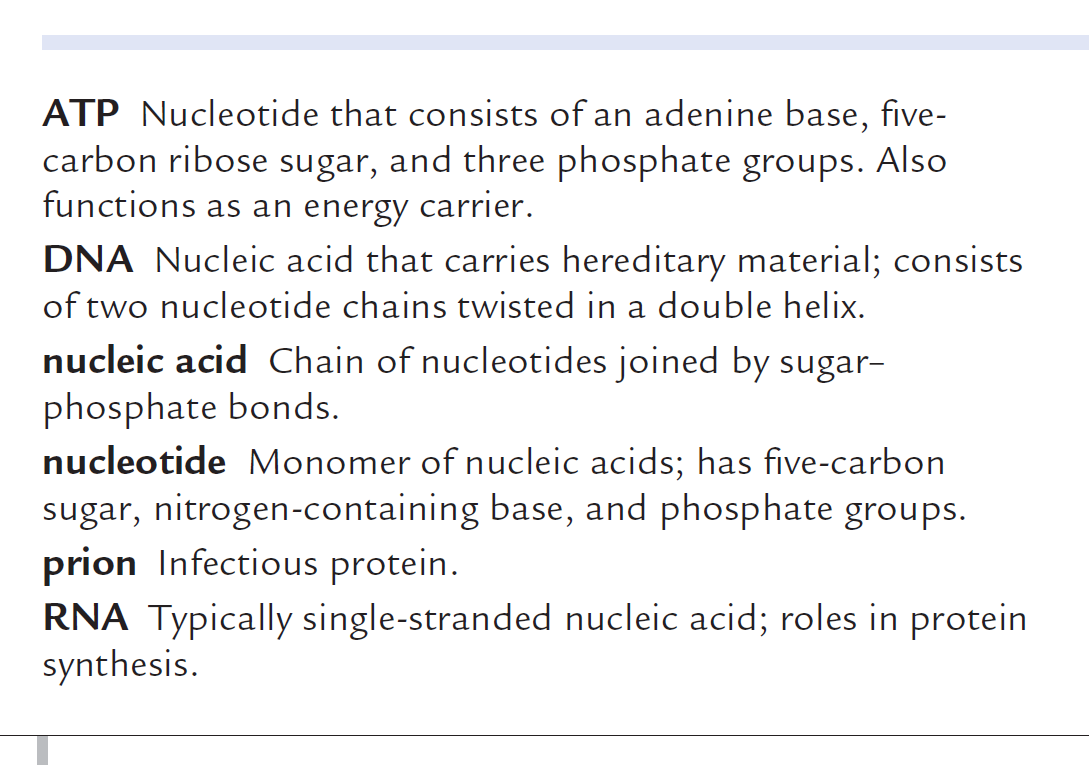 ATP Nucleotide that consists of an adenine base, five-
carbon ribose sugar, and three phosphate groups. Also
functions as an energy carrier.
DNA Nucleic acid that carries hereditary material; consists
of two nucleotide chains twisted in a double helix.
nucleic acid Chain of nucleotides joined by sugar–
phosphate bonds.
nucleotide Monomer of nucleic acids; has five-carbon
sugar, nitrogen-containing base, and phosphate groups.
prion Infectious protein.
RNA Typically single-stranded nucleic acid; roles in protein
synthesis.